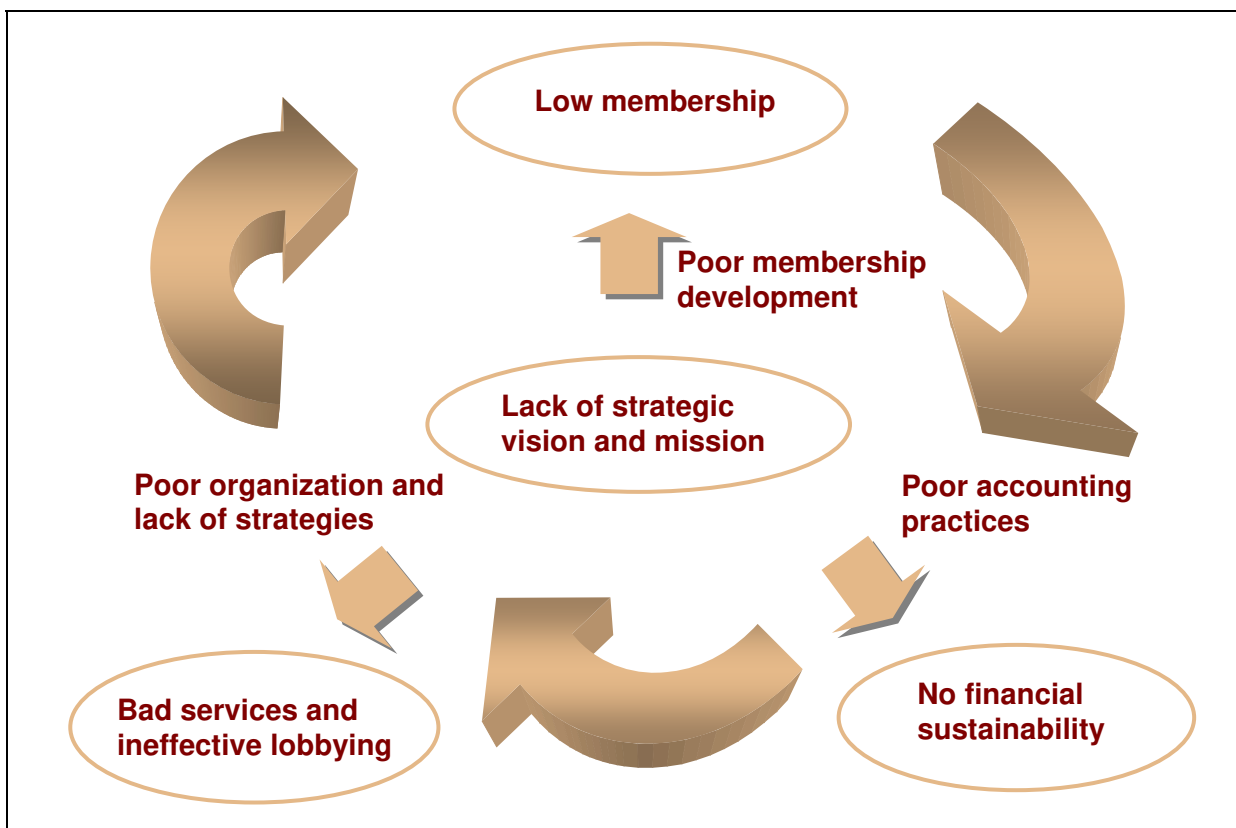 Low membership
Poor membership
development
Lack of strategic
vision and mission
Poor organization and
lack of strategies
Poor accounting
practices
Bad services and
ineffective lobbying
No financial
sustainability